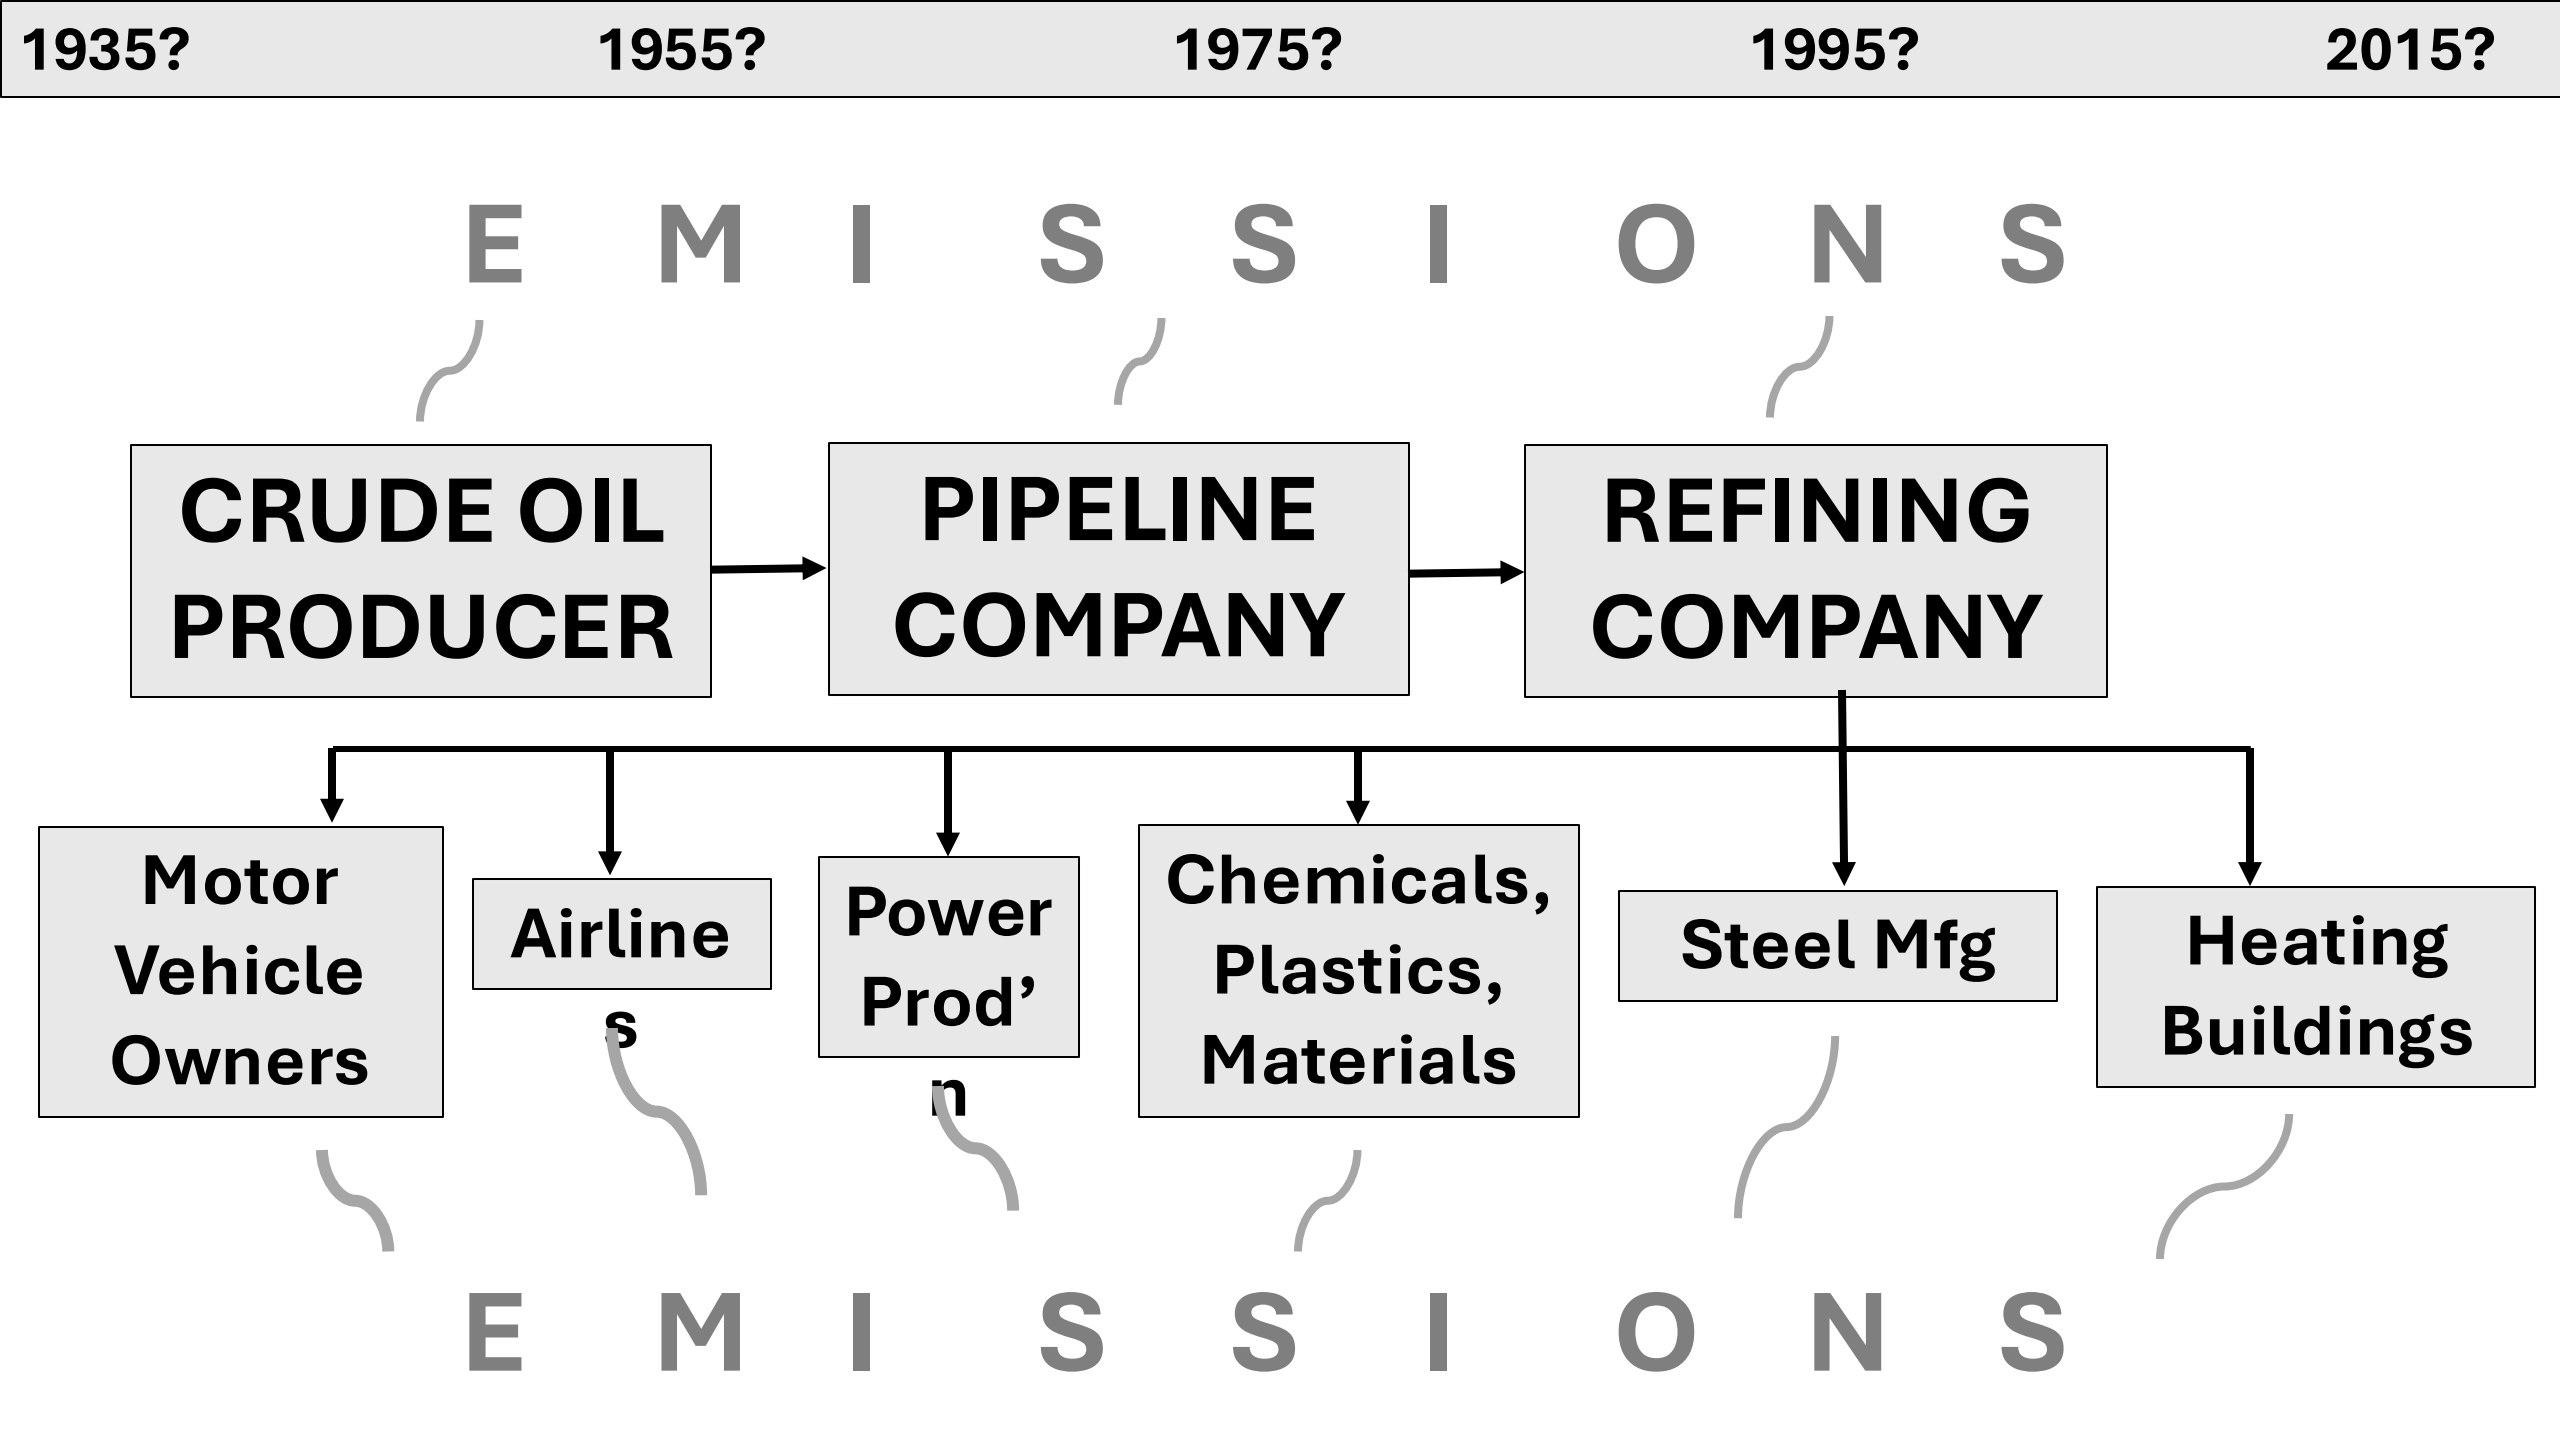 1935? 1955? 1975? 1995? 2015?
E M I S S I O N S
CRUDE OIL
PRODUCER
PIPELINE
COMPANY
REFINING
COMPANY
Motor
Vehicle
Owners
Airline
s
Power
Prod’
n
Chemicals,
Plastics,
Materials
Steel Mfg
Heating
Buildings
E M I S S I O N S